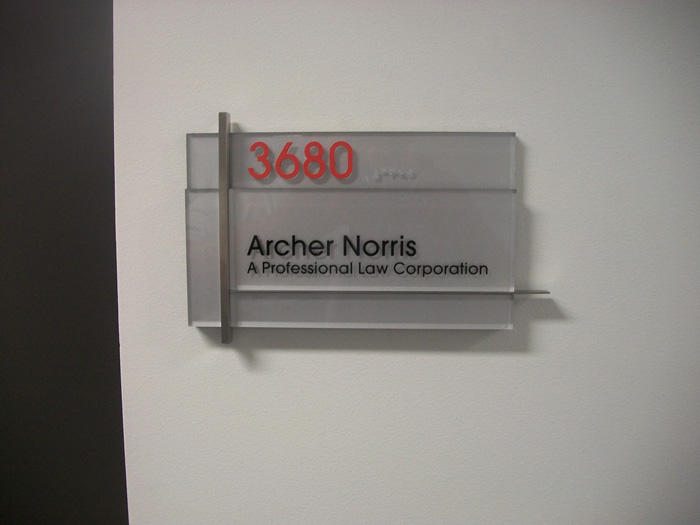 3680
Archer Norris
A Professional Law Corporation